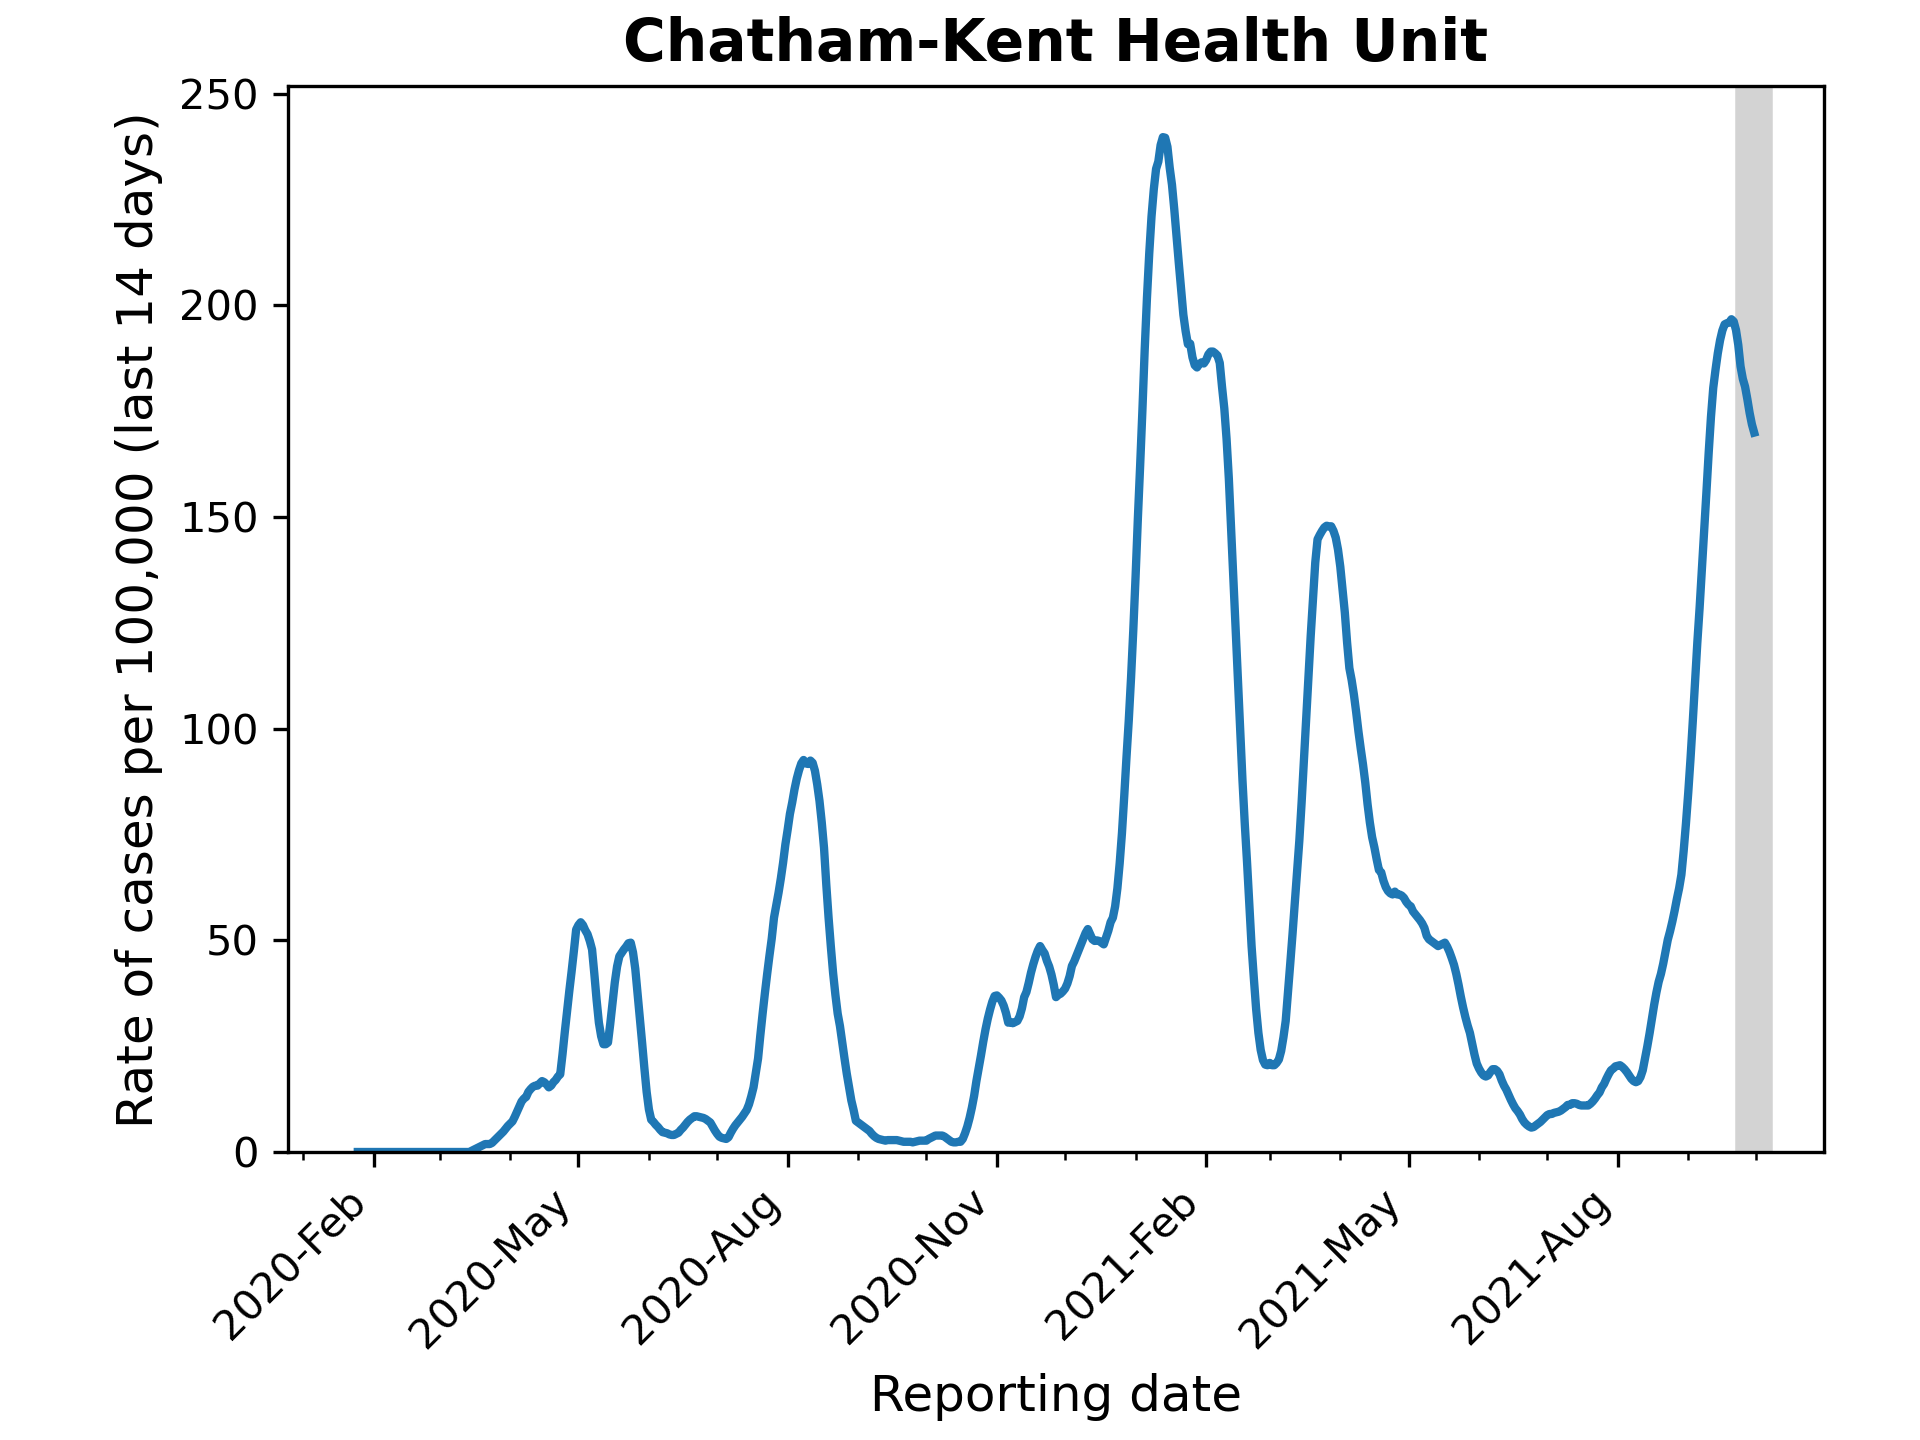 Chatham-Kent Health Unit
Rate of cases per 100,000 (last 14 days)
250
200
150
100
50
0
2020-Feb
2020-May
2020-Aug
2020-Nov
2021-Feb
2021-May
2021-Aug
Reporting date